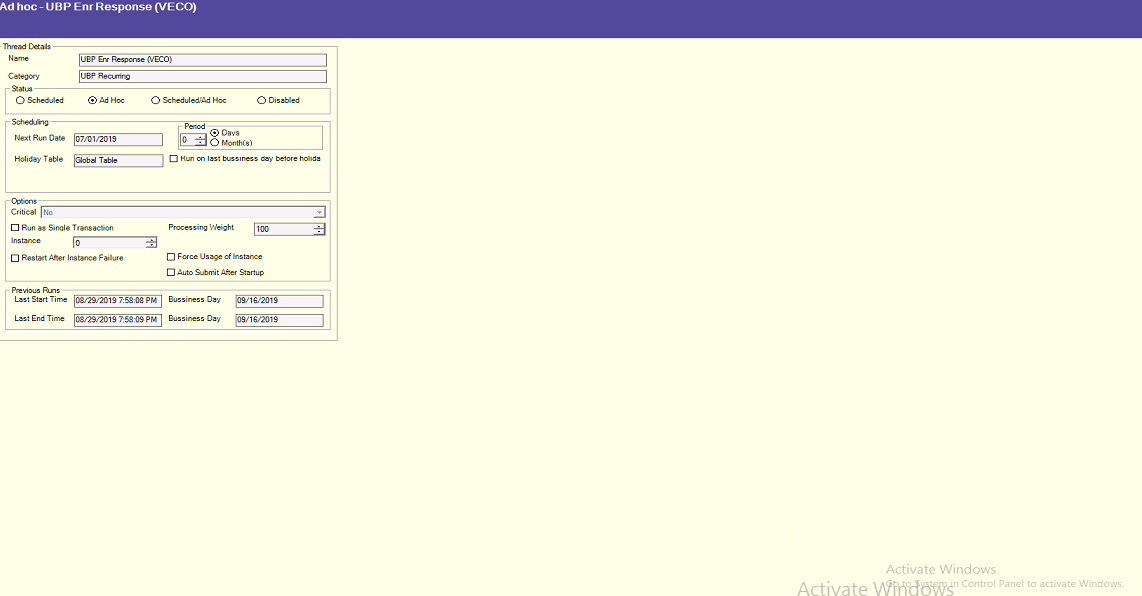 Ad hoc - UBP Enr Response (VECO)
Thread Details
Name UBP Enr Response (VECO)
Category UBP Recurring
Status
Scheduled Ad Hoc Scheduled/Ad Hoc Disabled
Scheduling
Period
Next Run Date 07/01/2019 0 Days
Month(s)
Holiday Table Global Table Run on last bussiness day before holida
Options
Critical No
Run as Single Transaction Processing Weight 100
Instance 0
Restart After Instance Failure Force Usage of Instance
Auto Submit After Startup
Previous Runs
Last Start Time 08/29/2019 7:58:08 PM Bussiness Day 09/16/2019
Last End Time 08/29/2019 7:58:09 PM Bussiness Day 09/16/2019
Activate Windows
Go to System in Control Panel to activate Windows.
Activate Windows